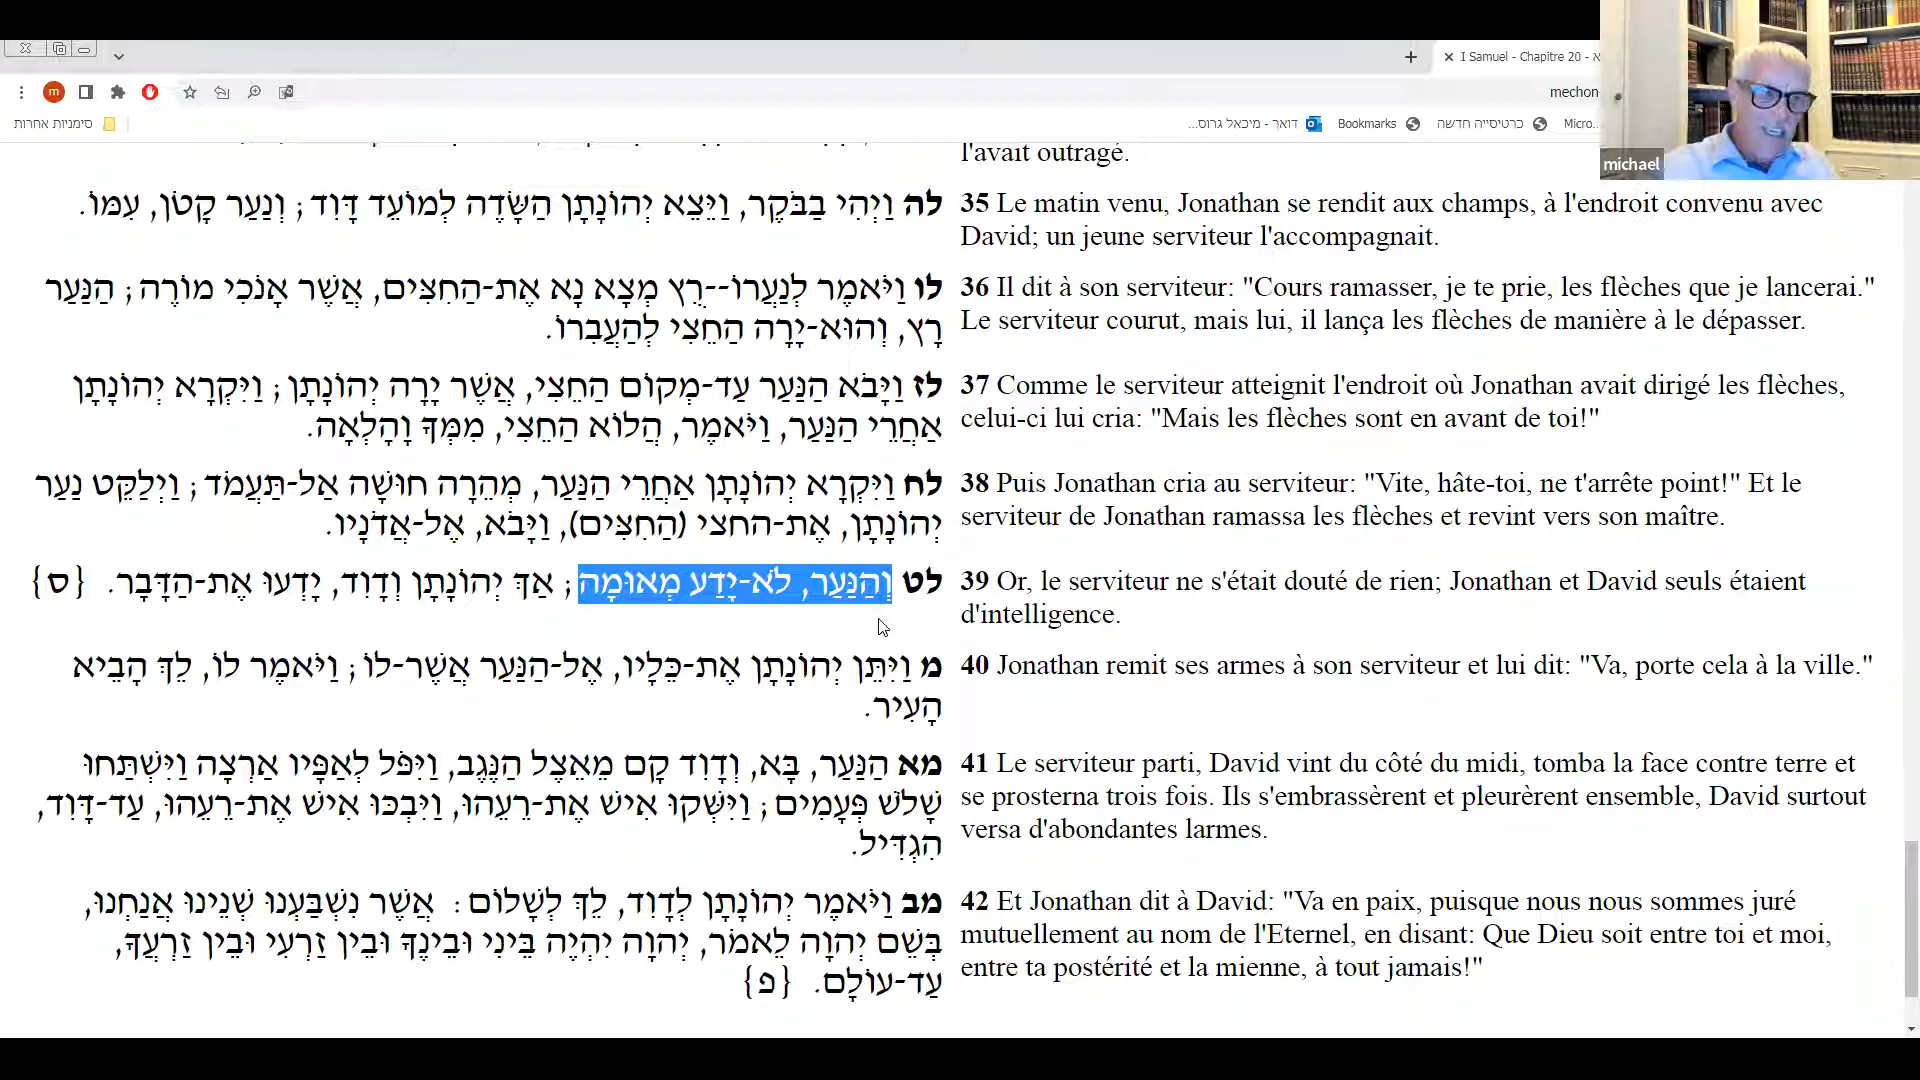 I Samuel - Chapitre 20 -
mechon-
סימניות אחרות
דואר - מיכאל גרוס...
Bookmarks
כרטיסייה חדשה
Micro...
michael
m
l'avait outragé.
לה וַיְהִי בַבֹּקֶר, וַיֵּצֵא יְהוֹנָתָן הַשָּׂדֶה לְמוֹעֵד דָּוִד; וְנַעַר קָטֹן, עִמּוֹ.
35 Le matin venu, Jonathan se rendit aux champs, à l'endroit convenu avec
David; un jeune serviteur l'accompagnait.
לו וַיֹּאמֶר לְנַעֲרוֹ--רֻץ מְצָא נָא אֶת-הַחִצִּים, אֲשֶׁר אָנֹכִי מוֹרֶה; הַנַּעַר
רָץ, וְהוּא-יָרָה הַחֵצִי לְהַעֲבִרוֹ.
36 Il dit à son serviteur: "Cours ramasser, je te prie, les flèches que je lancerai."
Le serviteur courut, mais lui, il lança les flèches de manière à le dépasser.
לז וַיָּבֹא הַנַּעַר עַד-מְקוֹם הַחֵצִי, אֲשֶׁר יָרָה יְהוֹנָתָן; וַיִּקְרָא יְהוֹנָתָן
אַחֲרֵי הַנַּעַר, וַיֹּאמֶר, הֲלוֹא הַחֵצִי, מִמְּךָ וָהָלְאָה.
37 Comme le serviteur atteignit l'endroit où Jonathan avait dirigé les flèches,
celui-ci lui cria: "Mais les flèches sont en avant de toi!"
לח וַיִּקְרָא יְהוֹנָתָן אַחֲרֵי הַנַּעַר, מְהֵרָה חוּשָׁה אַל-תַּעֲמֹד; וַיְלַקֵּט נַעַר
יְהוֹנָתָן, אֶת-החצי (הַחִצִּים), וַיָּבֹא, אֶל-אֲדֹנָיו.
38 Puis Jonathan cria au serviteur: "Vite, hâte-toi, ne t'arrête point!" Et le
serviteur de Jonathan ramassa les flèches et revint vers son maître.
לט וְהַנַּעַר, לֹא-יָדַע מְאוּמָה; אַךְ יְהוֹנָתָן וְדָוִד, יָדְעוּ אֶת-הַדָּבָר. {ס}
39 Or, le serviteur ne s'était douté de rien; Jonathan et David seuls étaient
d'intelligence.
מ וַיִּתֵּן יְהוֹנָתָן אֶת-כֵּלָיו, אֶל-הַנַּעַר אֲשֶׁר-לוֹ; וַיֹּאמֶר לוֹ, לֵךְ הָבֵיא
הָעִיר.
40 Jonathan remit ses armes à son serviteur et lui dit: "Va, porte cela à la ville."
מא הַנַּעַר, בָּא, וְדָוִד קָם מֵאֵצֶל הַנֶּגֶב, וַיִּפֹּל לְאַפָּיו אַרְצָה וַיִּשְׁתַּחוּ
שָׁלֹשׁ פְּעָמִים; וַיִּשְּׁקוּ אִישׁ אֶת-רֵעֵהוּ, וַיִּבְכּוּ אִישׁ אֶת-רֵעֵהוּ, עַד-דָּוִד,
הִגְדִּיל.
41 Le serviteur parti, David vint du côté du midi, tomba la face contre terre et
se prosterna trois fois. Ils s'embrassèrent et pleurèrent ensemble, David surtout
versa d'abondantes larmes.
מב וַיֹּאמֶר יְהוֹנָתָן לְדָוִד, לֵךְ לְשָׁלוֹם: אֲשֶׁר נִשְׁבַּעְנוּ שְׁנֵינוּ אֲנַחְנוּ,
בְּשֵׁם יְהוָה לֵאמֹר, יְהוָה יִהְיֶה בֵּינִי וּבֵינֶךָ וּבֵין זַרְעִי וּבֵין זַרְעֲךָ,
עַד-עוֹלָם. {פ}
42 Et Jonathan dit à David: "Va en paix, puisque nous nous sommes juré
mutuellement au nom de l'Eternel, en disant: Que Dieu soit entre toi et moi,
entre ta postérité et la mienne, à tout jamais!"